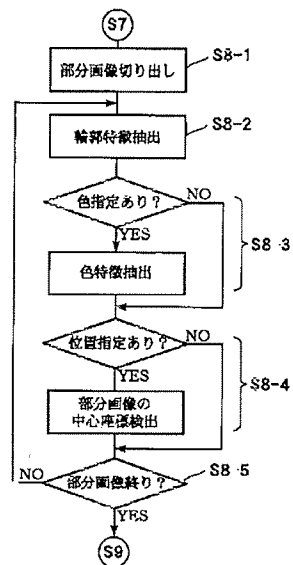 S7
部分画像切り出し
S8-1
輪郭特徴抽出
S8-2
色指定あり？
NO
YES
色特徴抽出
S8-3
位置指定あり？
NO
YES
部分画像の
中心座標検出
S8-4
部分画像終り？
S8-5
NO
YES
S9